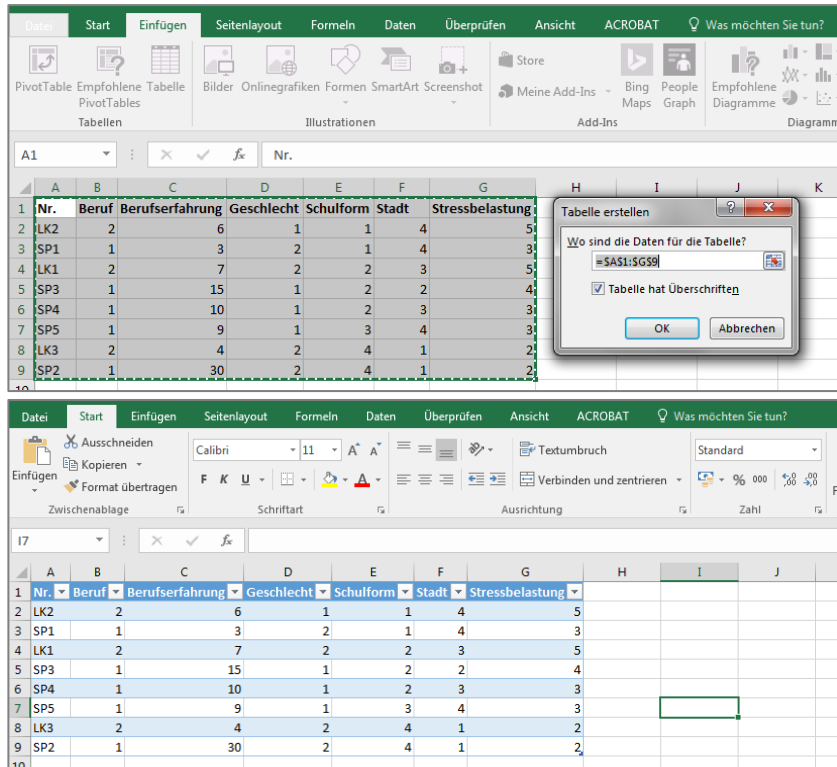 Datei Start Einfügen Seitenlayout Formeln Daten Überprüfen Ansicht ACROBAT Was möchten Sie tun?
PivotTable Empfohlene PivotTables Tabelle Bilder Onlinegrafiken Formen SmartArt Screenshot Store Meine Add-Ins Bing Maps People Graph Empfohlene Diagramme
Tabellen Illustrationen Add-Ins Diagramm
A1 fx Nr.
A B C D E F G H I J K
1 Nr. Beruf Berufserfahrung Geschlecht Schulform Stadt Stressbelastung
2 LK2 2 6 1 1 4 5
3 SP1 1 3 2 1 4 3
4 LK1 2 7 2 2 3 5
5 SP3 1 15 1 2 2 4
6 SP4 1 10 1 2 3 3
7 SP5 1 9 1 3 4 3
8 LK3 2 4 2 4 1 2
9 SP2 1 30 2 4 1 2
10
Tabelle erstellen
Wo sind die Daten für die Tabelle?
=$A$1:$G$9
Tabelle hat Überschriften
OK Abbrechen
Datei Start Einfügen Seitenlayout Formeln Daten Überprüfen Ansicht ACROBAT Was möchten Sie tun?
Einfügen Ausschneiden Calibri 11 A A Textumbruch Standard
Kopieren
Format übertragen F K U A Verbinden und zentrieren % 000 ,00 ,00 F
Zwischenablage Schriftart Ausrichtung Zahl
I7 fx
A B C D E F G H I J
1 Nr. Beruf Berufserfahrung Geschlecht Schulform Stadt Stressbelastung
2 LK2 2 6 1 1 4 5
3 SP1 1 3 2 1 4 3
4 LK1 2 7 2 2 3 5
5 SP3 1 15 1 2 2 4
6 SP4 1 10 1 2 3 3
7 SP5 1 9 1 3 4 3
8 LK3 2 4 2 4 1 2
9 SP2 1 30 2 4 1 2
10